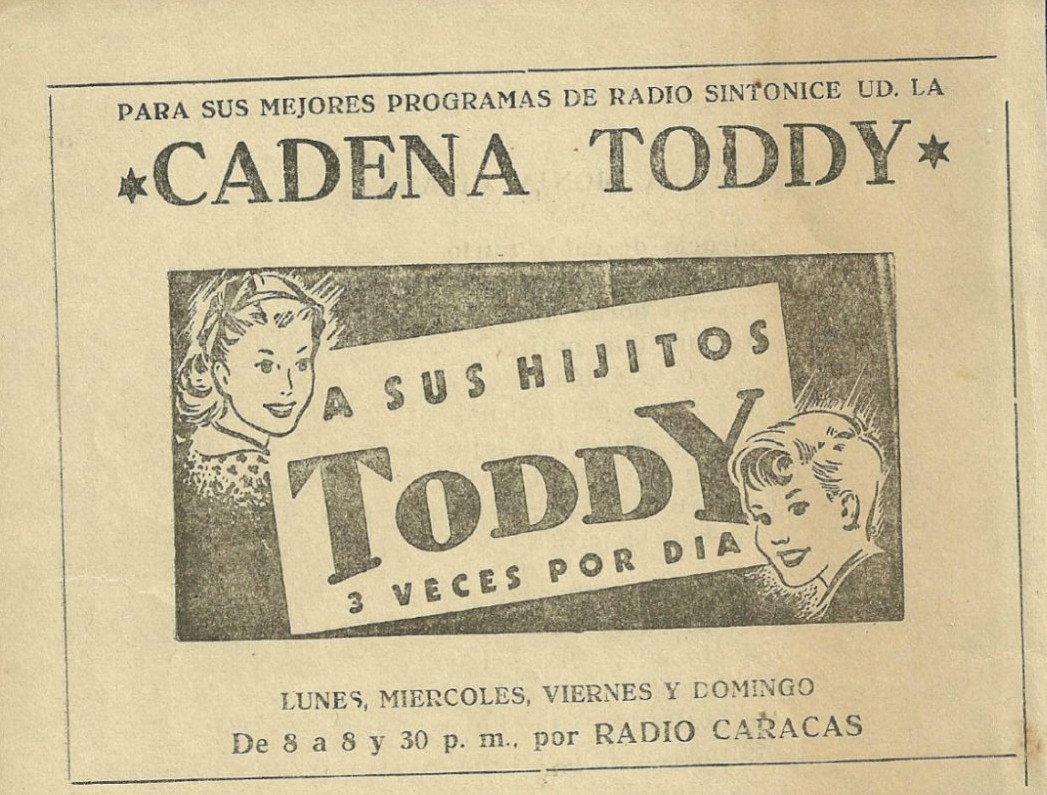 PARA SUS MEJORES PROGRAMAS DE RADIO SINTONICE UD. LA
*CADENA TODDY*
A SUS HIJITOS
TODDY
3 VECES POR DIA
LUNES, MIERCOLES, VIERNES Y DOMINGO
De 8 a 8 y 30 p. m., por RADIO CARACAS